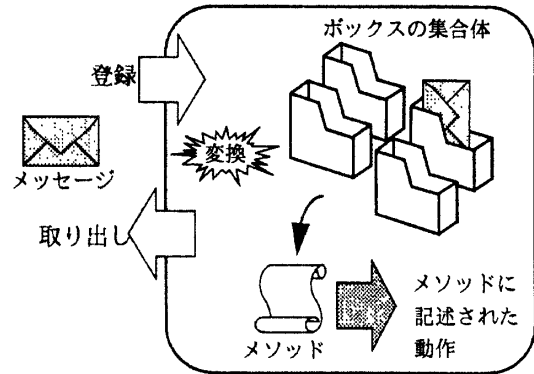 ボックスの集合体
登録
変換
メッセージ
取り出し
メソッド
メソッドに
記述された
動作